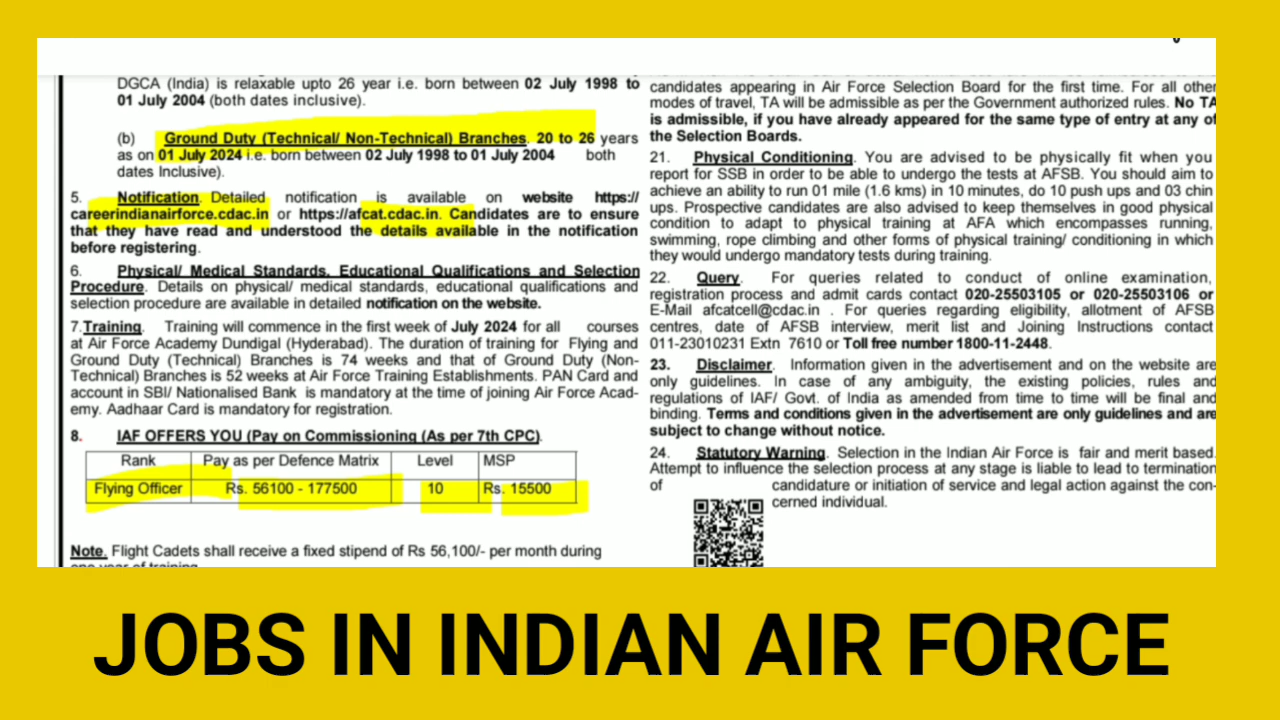 DGCA (India) is relaxable upto 26 year i.e. born between 02 July 1998 to
01 July 2004 (both dates inclusive).
(b) Ground Duty (Technical/ Non-Technical) Branches. 20 to 26 years
as on 01 July 2024 i.e. born between 02 July 1998 to 01 July 2004 both
dates Inclusive).
5. Notification. Detailed notification is available on website https://
careerindianairforce.cdac.in or https://afcat.cdac.in. Candidates are to ensure
that they have read and understood the details available in the notification
before registering.
6. Physical/ Medical Standards, Educational Qualifications and Selection
Procedure. Details on physical/ medical standards, educational qualifications and
selection procedure are available in detailed notification on the website.
7.Training. Training will commence in the first week of July 2024 for all courses
at Air Force Academy Dundigal (Hyderabad). The duration of training for Flying and
Ground Duty (Technical) Branches is 74 weeks and that of Ground Duty (Non-
Technical) Branches is 52 weeks at Air Force Training Establishments. PAN Card and
account in SBI/ Nationalised Bank is mandatory at the time of joining Air Force Acad-
emy. Aadhaar Card is mandatory for registration.
8. IAF OFFERS YOU (Pay on Commissioning (As per 7th CPC).
Rank Pay as per Defence Matrix Level MSP
Flying Officer Rs. 56100 - 177500 10 Rs. 15500
Note. Flight Cadets shall receive a fixed stipend of Rs 56,100/- per month during
one year of training
candidates appearing in Air Force Selection Board for the first time. For all other
modes of travel, TA will be admissible as per the Government authorized rules. No TA
is admissible, if you have already appeared for the same type of entry at any of
the Selection Boards.
21. Physical Conditioning. You are advised to be physically fit when you
report for SSB in order to be able to undergo the tests at AFSB. You should aim to
achieve an ability to run 01 mile (1.6 kms) in 10 minutes, do 10 push ups and 03 chin
ups. Prospective candidates are also advised to keep themselves in good physical
condition to adapt to physical training at AFA which encompasses running,
swimming, rope climbing and other forms of physical training/ conditioning in which
they would undergo mandatory tests during training.
22. Query. For queries related to conduct of online examination,
registration process and admit cards contact 020-25503105 or 020-25503106 or
E-Mail afcatcell@cdac.in . For queries regarding eligibility, allotment of AFSB
centres, date of AFSB interview, merit list and Joining Instructions contact
011-23010231 Extn 7610 or Toll free number 1800-11-2448.
23. Disclaimer. Information given in the advertisement and on the website are
only guidelines. In case of any ambiguity, the existing policies, rules and
regulations of IAF/ Govt. of India as amended from time to time will be final and
binding. Terms and conditions given in the advertisement are only guidelines and are
subject to change without notice.
24. Statutory Warning. Selection in the Indian Air Force is fair and merit based.
Attempt to influence the selection process at any stage is liable to lead to termination
of candidature or initiation of service and legal action against the con-
cerned individual.
JOBS IN INDIAN AIR FORCE